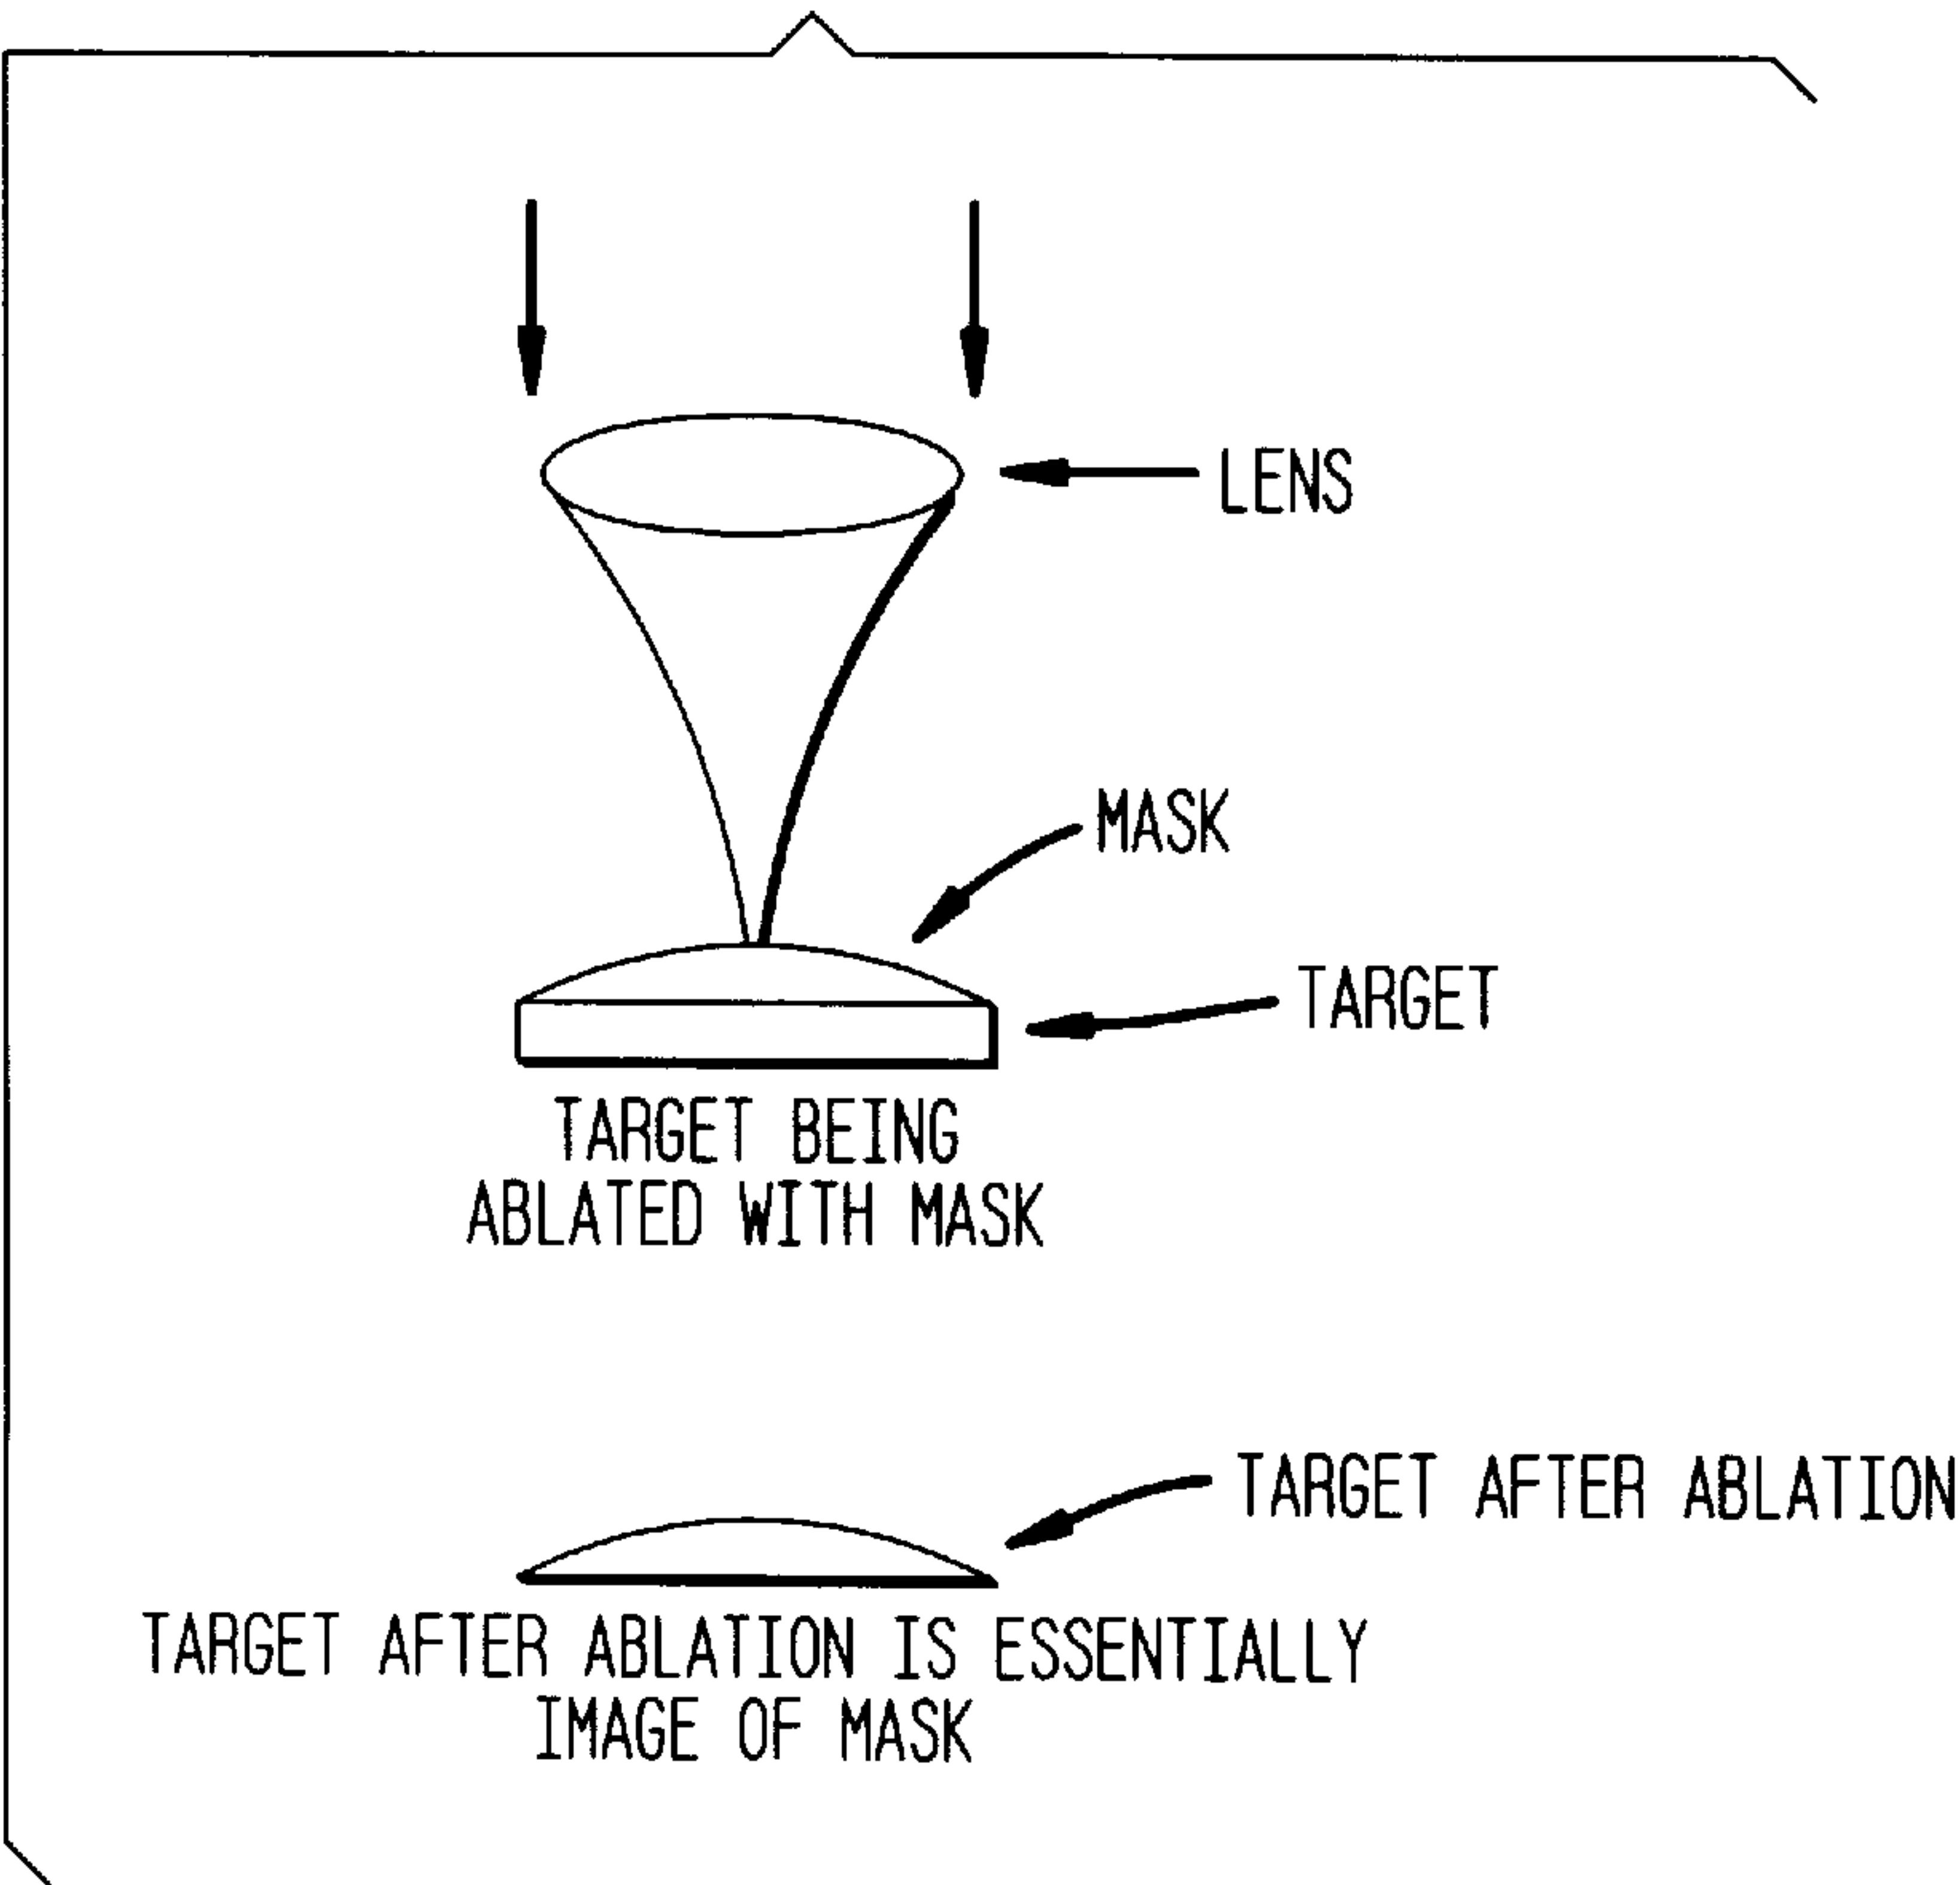 LENS
MASK
TARGET
TARGET BEING
ABLATED WITH MASK
TARGET AFTER ABLATION
TARGET AFTER ABLATION IS ESSENTIALLY
IMAGE OF MASK